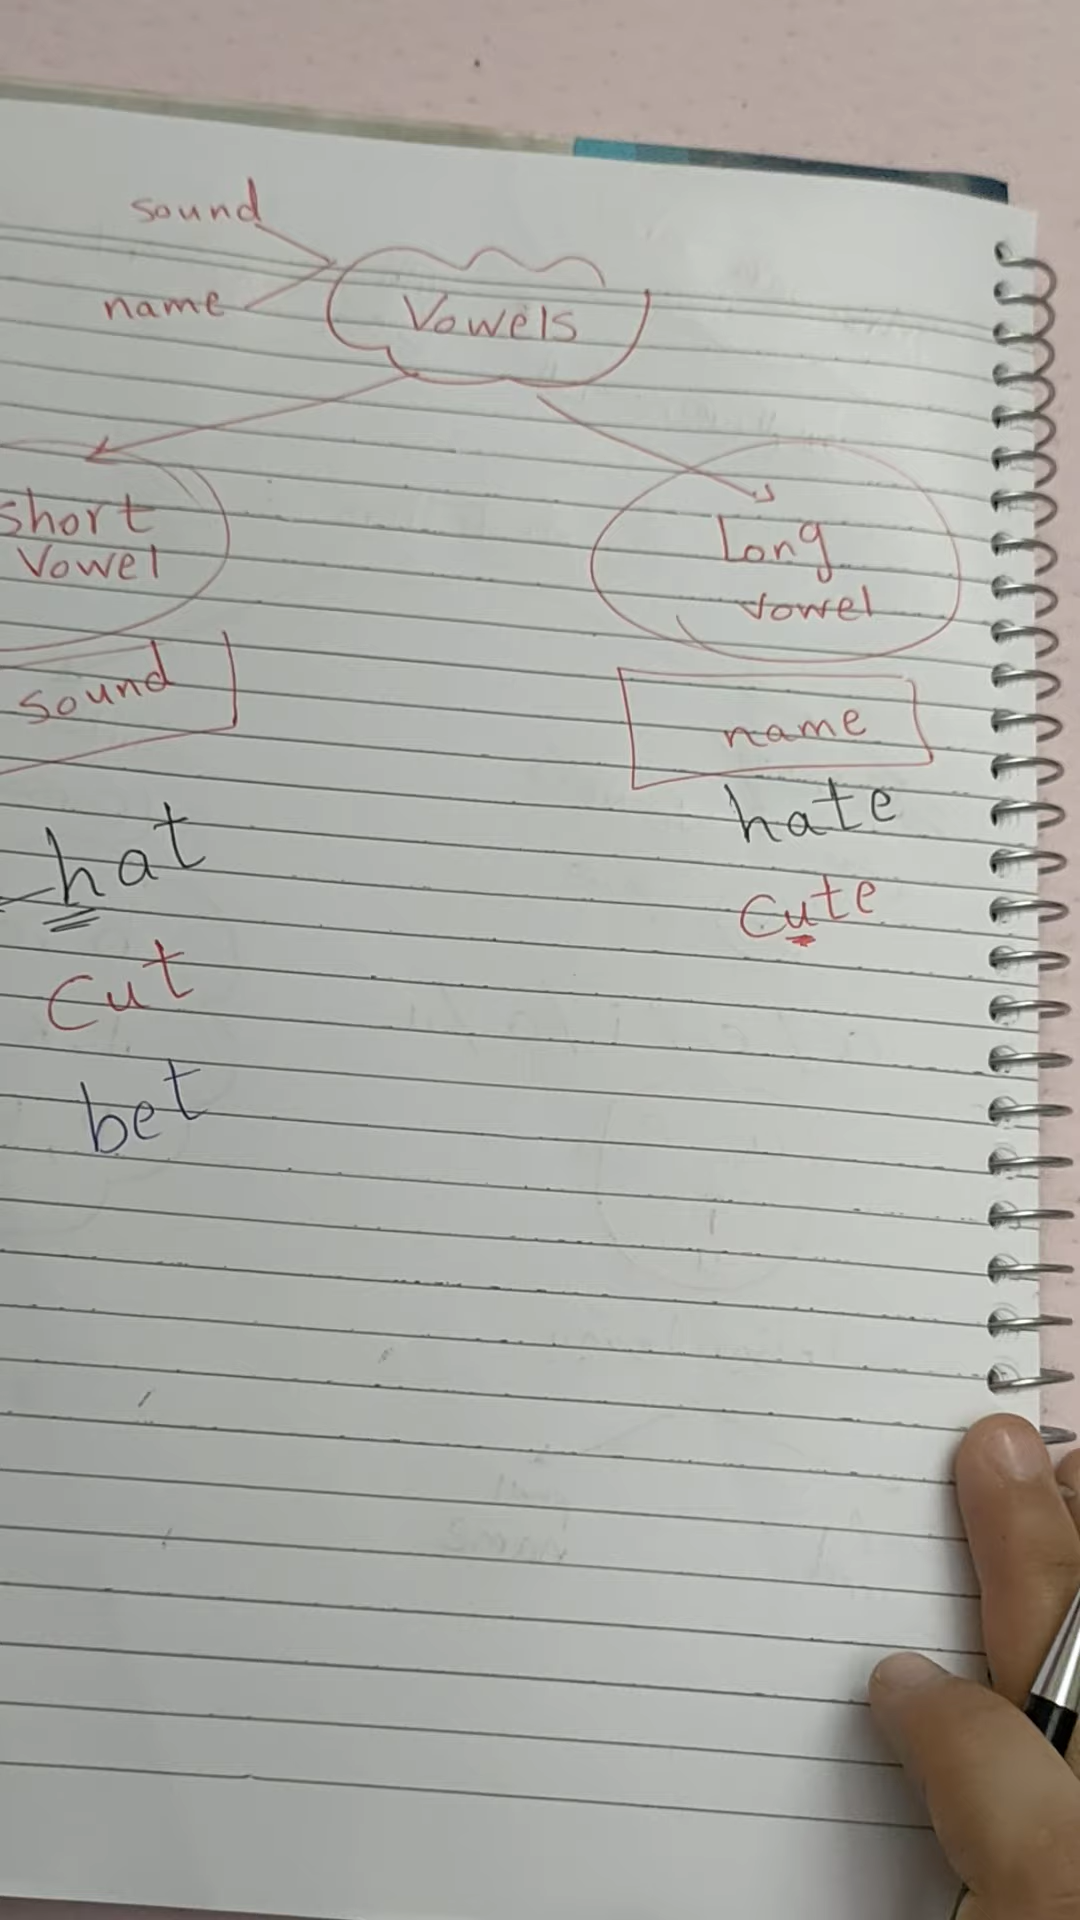 sound
name
Vowels
short
vowel
Long
vowel
sound
name
hat
hate
cut
cute
bet